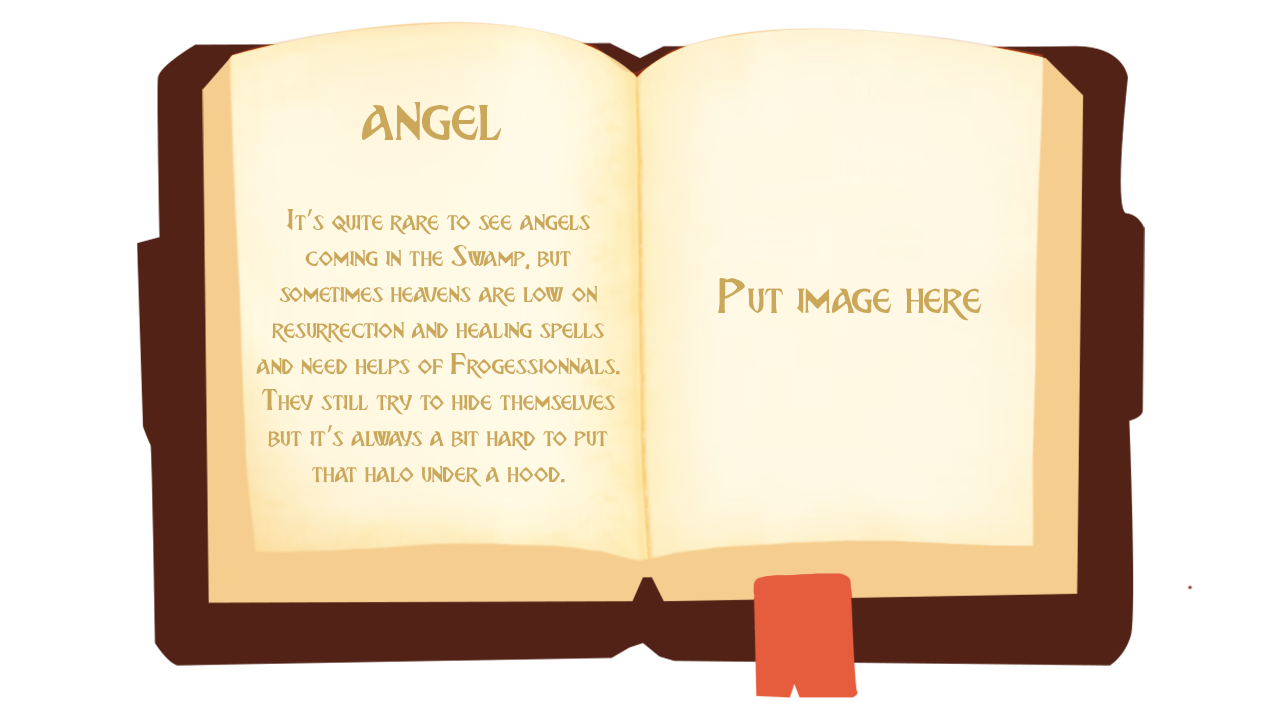 ANGEL
It's quite rare to see angels
coming in the Swamp, but
sometimes heavens are low on
resurrection and healing spells
and need helps of Frogessionnals.
They still try to hide themselves
but it's always a bit hard to put
that halo under a hood.
Put image here